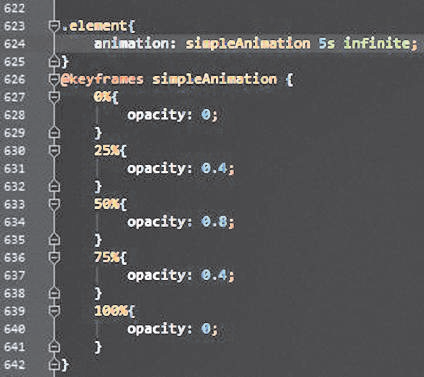 622
623 .element{
624 animation: simpleAnimation 5s infinite;
625 }
626 @keyframes simpleAnimation {
627 0%{
628 opacity: 0;
629 }
630 25%{
631 opacity: 0.4;
632 }
633 50%{
634 opacity: 0.8;
635 }
636 75%{
637 opacity: 0.4;
638 }
639 100%{
640 opacity: 0;
641 }
642 }